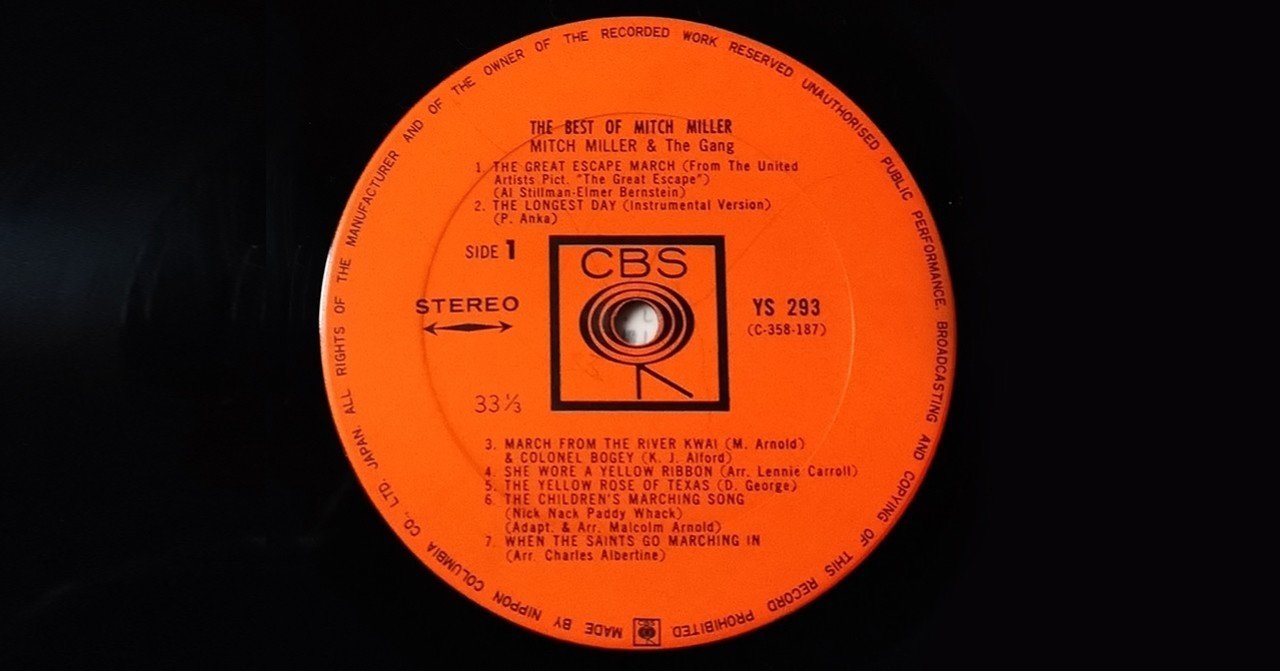 THE BEST OF MITCH MILLER
MITCH MILLER & The Gang
1. THE GREAT ESCAPE MARCH (From The United
Artists Pict. "The Great Escape")
(Al Stillman-Elmer Bernstein)
2. THE LONGEST DAY (Instrumental Version)
(P. Anka)
SIDE 1
CBS
STEREO
YS 293
(C-358-187)
33 1/3
3. MARCH FROM THE RIVER KWAI (M. Arnold)
& COLONEL BOGEY (K. J. Alford)
4. SHE WORE A YELLOW RIBBON (Arr. Lennie Carroll)
5. THE YELLOW ROSE OF TEXAS (D. George)
6. THE CHILDREN'S MARCHING SONG
(Nick Nack Paddy Whack)
(Adapt. & Arr. Malcolm Arnold)
7. WHEN THE SAINTS GO MARCHING IN
(Arr. Charles Albertine)
MADE BY NIPPON COLUMBIA CO., LTD. JAPAN. ALL RIGHTS OF THE MANUFACTURER AND OF THE OWNER OF THE RECORDED WORK RESERVED UNAUTHORISED PUBLIC PERFORMANCE, BROADCASTING AND COPYING OF THIS RECORD PROHIBITED
CBS